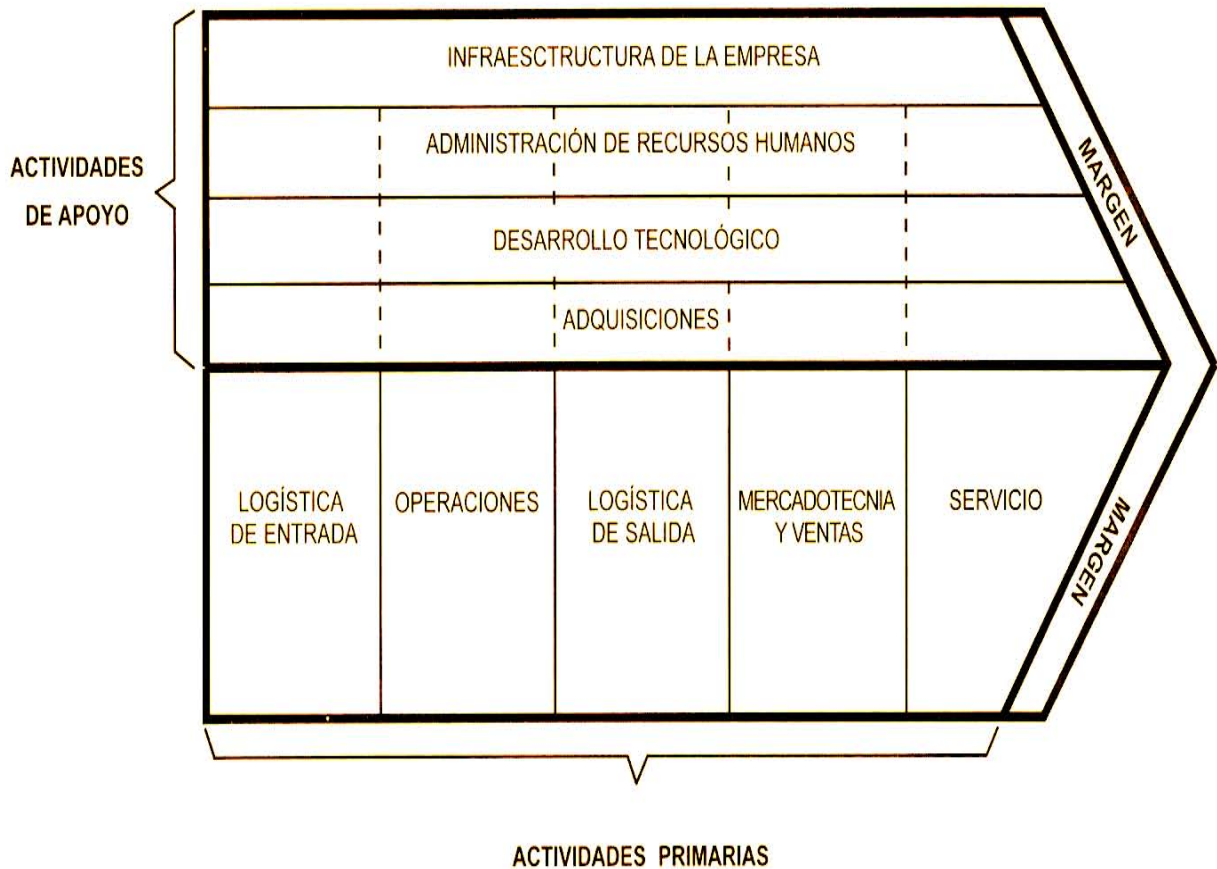 INFRAESCTRUCTURA DE LA EMPRESA
ADMINISTRACIÓN DE RECURSOS HUMANOS
ACTIVIDADES
DE APOYO
DESARROLLO TECNOLÓGICO
ADQUISICIONES
MARGEN
LOGÍSTICA
DE ENTRADA
OPERACIONES
LOGÍSTICA
DE SALIDA
MERCADOTECNIA
Y VENTAS
SERVICIO
MARGEN
ACTIVIDADES PRIMARIAS